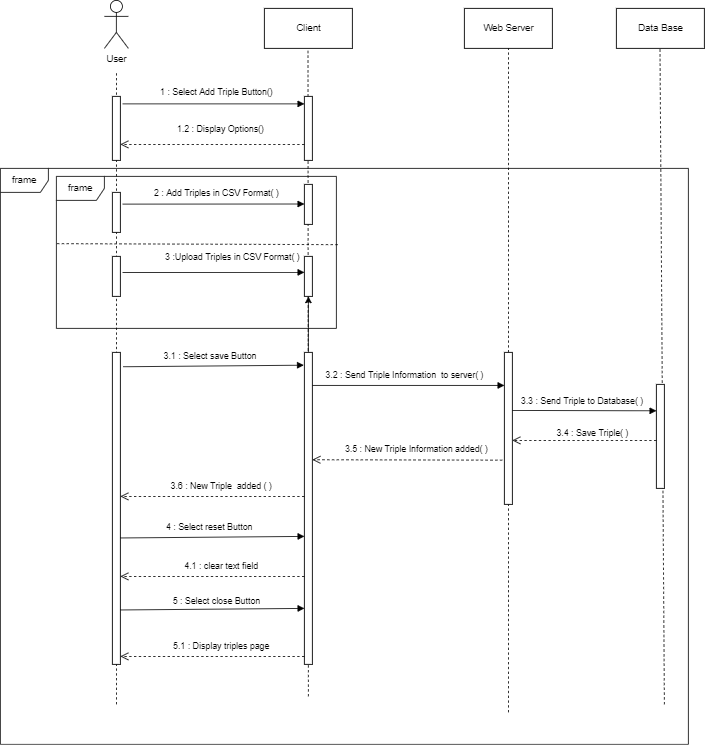 Client
Web Server
Data Base
User
1 : Select Add Triple Button()
1.2 : Display Options()
frame
frame
2 : Add Triples in CSV Format( )
3 :Upload Triples in CSV Format( )
3.1 : Select save Button
3.2 : Send Triple Information to server( )
3.3 : Send Triple to Database( )
3.4 : Save Triple( )
3.5 : New Triple Information added( )
3.6 : New Triple added ( )
4 : Select reset Button
4.1 : clear text field
5 : Select close Button
5.1 : Display triples page